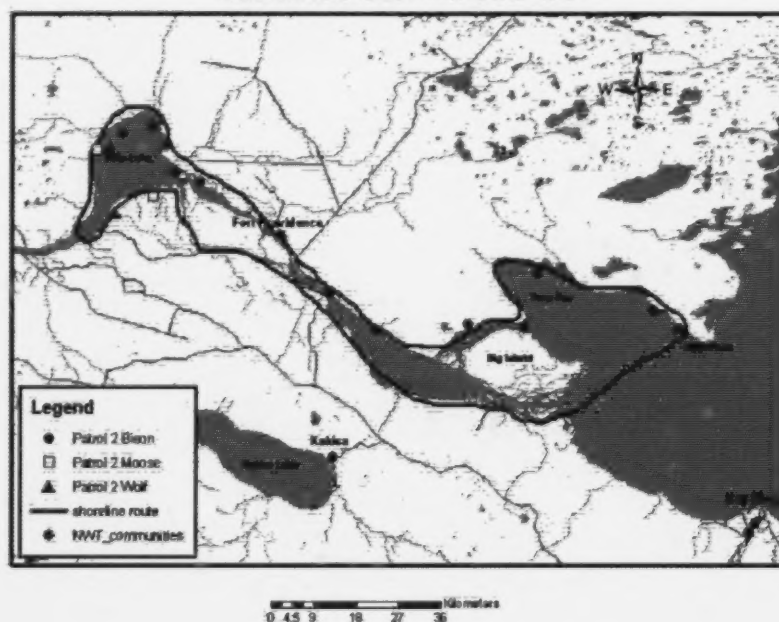 N
W E
S
Fort Providence
Big Island
Kakisa
Legend
Patrol 2 Bison
Patrol 2 Moose
Patrol 2 Wolf
shoreline route
NWT_communities
Kilometers
0 4.5 9 18 27 36